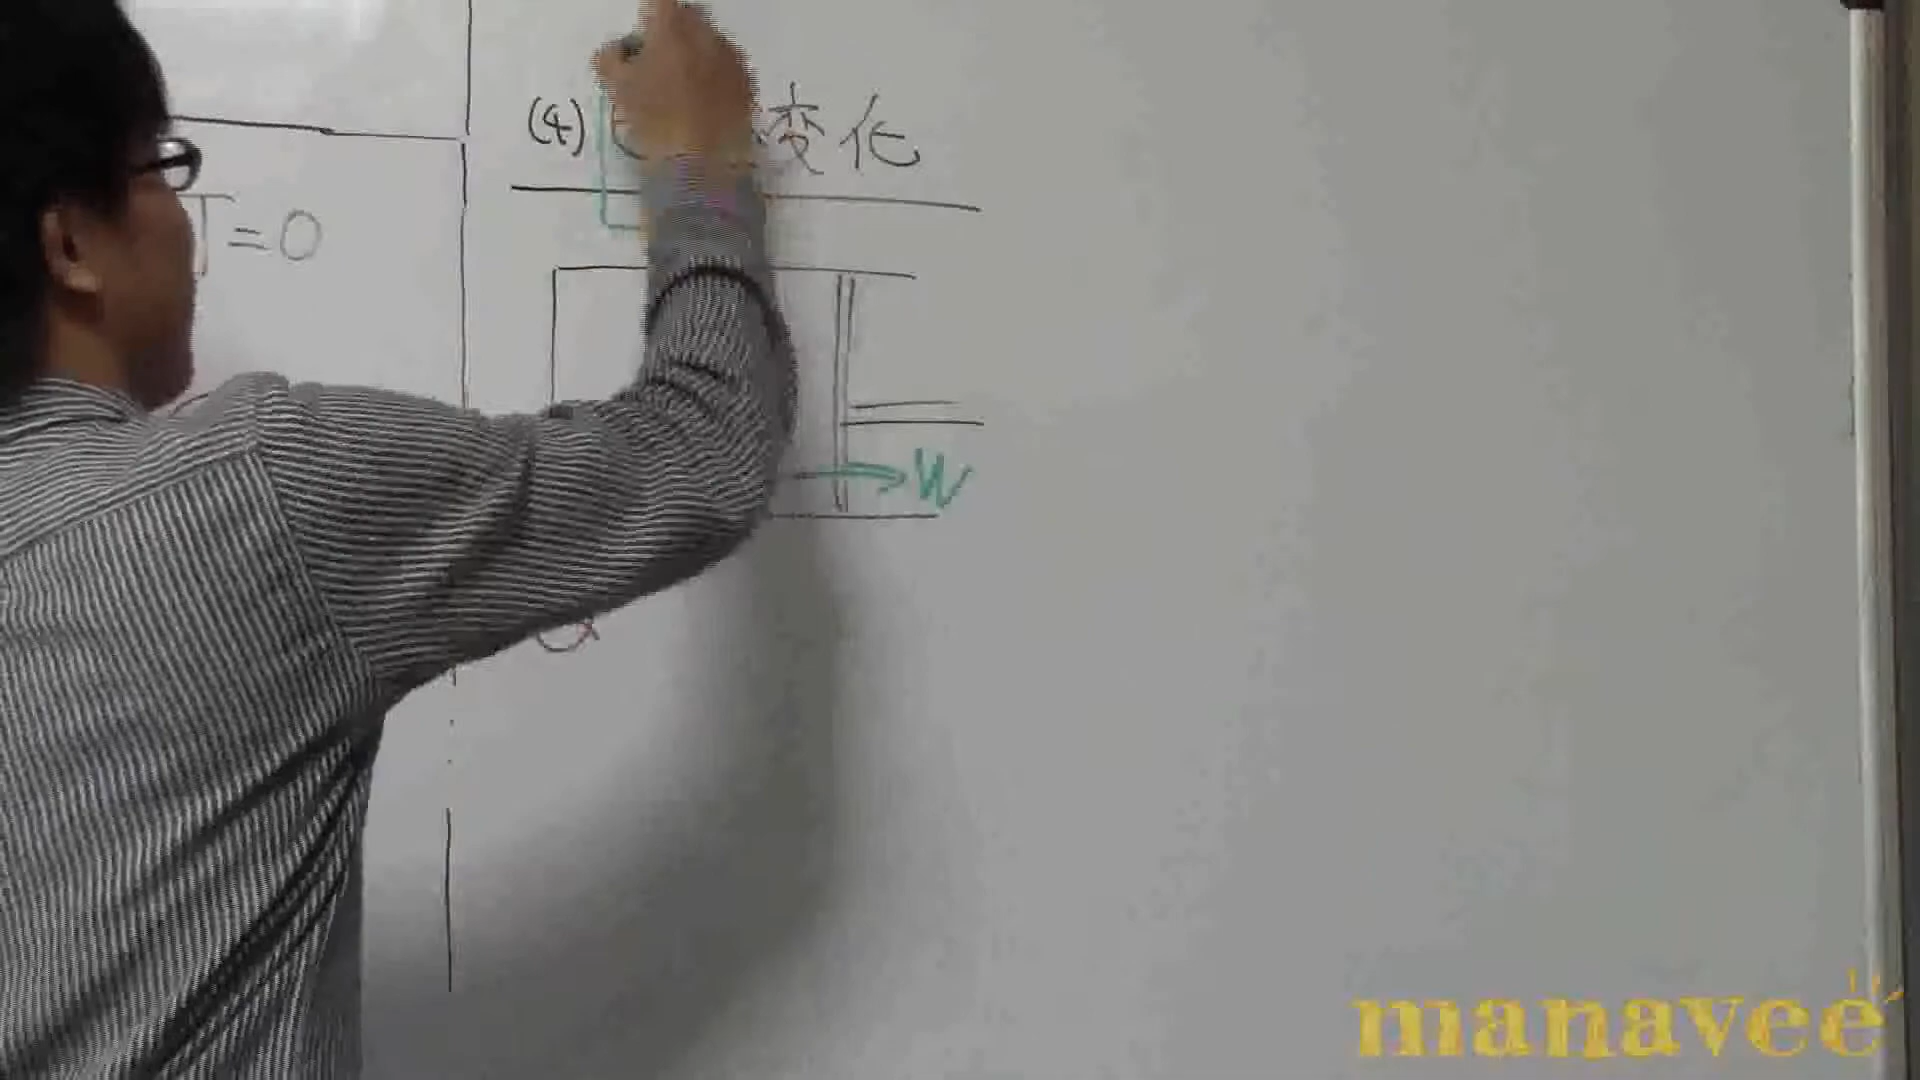 T=0
(4) 変化
W
Q
manavee